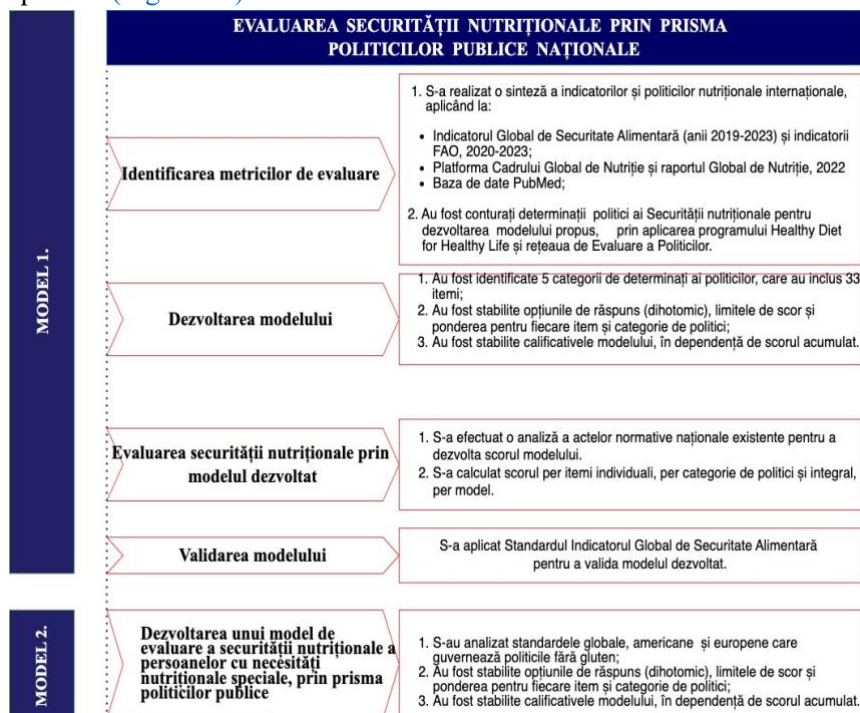 EVALUAREA SECURITĂȚII NUTRIȚIONALE PRIN PRISMA
POLITICILOR PUBLICE NAȚIONALE
MODEL 1.
Identificarea metricilor de evaluare
1. S-a realizat o sinteză a indicatorilor și politicilor nutriționale internaționale,
aplicând la:
• Indicatorul Global de Securitate Alimentară (anii 2019-2023) și indicatorii
FAO, 2020-2023;
• Platforma Cadrului Global de Nutriție și raportul Global de Nutriție, 2022
• Baza de date PubMed;
2. Au fost conturați determinații politici ai Securității nutriționale pentru
dezvoltarea modelului propus, prin aplicarea programului Healthy Diet
for Healthy Life și rețeaua de Evaluare a Politicilor.
Dezvoltarea modelului
1. Au fost identificate 5 categorii de determinați ai politicilor, care au inclus 33
itemi;
2. Au fost stabilite opțiunile de răspuns (dihotomic), limitele de scor și
ponderea pentru fiecare item și categorie de politici;
3. Au fost stabilite calificativele modelului, în dependență de scorul acumulat.
Evaluarea securității nutriționale prin
modelul dezvoltat
1. S-a efectuat o analiză a actelor normative naționale existente pentru a
dezvolta scorul modelului.
2. S-a calculat scorul per itemi individuali, per categorie de politici și integral,
per model.
Validarea modelului
S-a aplicat Standardul Indicatorul Global de Securitate Alimentară
pentru a valida modelul dezvoltat.
MODEL 2.
Dezvoltarea unui model de
evaluare a securității nutriționale a
persoanelor cu necesități
nutriționale speciale, prin prisma
politicilor publice
1. S-au analizat standardele globale, americane și europene care
guvernează politicile fără gluten;
2. Au fost stabilite opțiunile de răspuns (dihotomic), limitele de scor și
ponderea pentru fiecare item și categorie de politici;
3. Au fost stabilite calificativele modelului, în dependență de scorul acumulat.